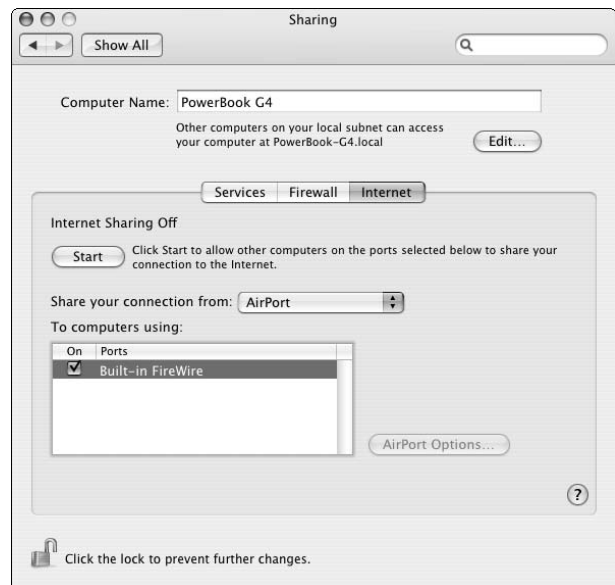 Sharing
Show All
Computer Name: PowerBook G4
Other computers on your local subnet can access
your computer at PowerBook-G4.local
Edit...
Services Firewall Internet
Internet Sharing Off
Start
Click Start to allow other computers on the ports selected below to share your
connection to the Internet.
Share your connection from: AirPort
To computers using:
On Ports
Built-in FireWire
AirPort Options...
?
Click the lock to prevent further changes.